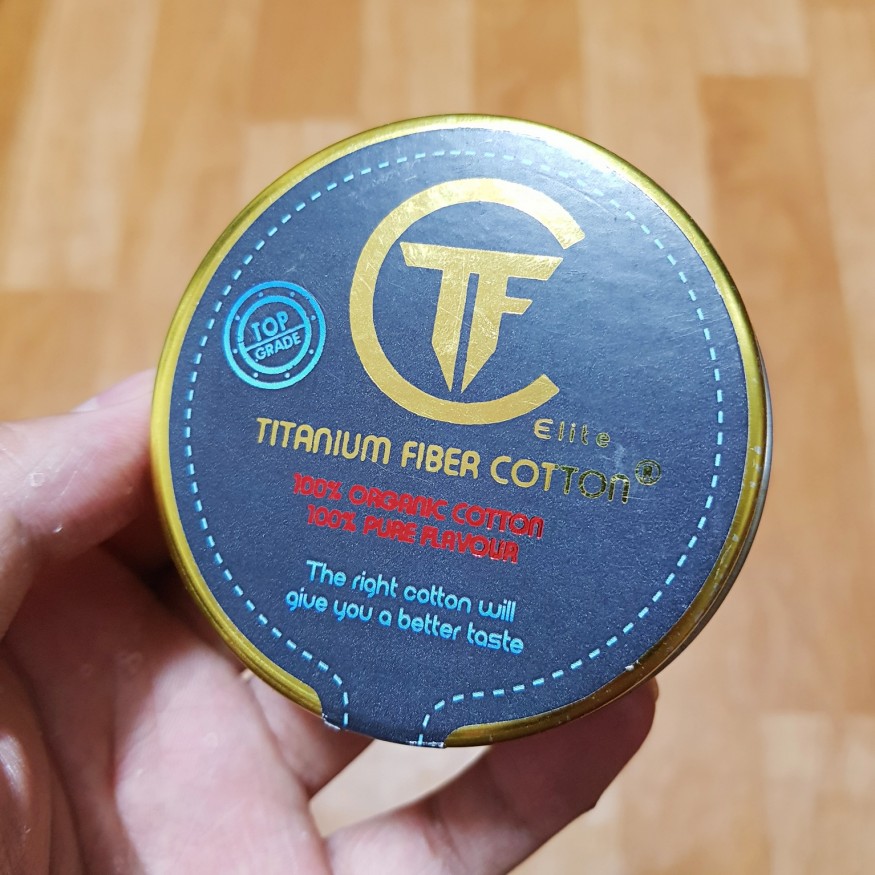 TF
TOP
GRADE
Elite
TITANIUM FIBER COTTON®
100% ORGANIC COTTON
100% PURE FLAVOUR
The right cotton will
give you a better taste